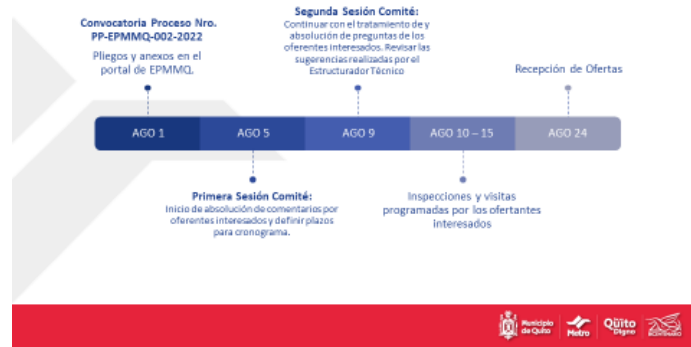 Convocatoria Proceso Nro.
PP-EPMMQ-002-2022
Pliegos y anexos en el
portal de EPMMQ.
Segunda Sesión Comité:
Continuar con el tratamiento de y
absolución de preguntas de los
oferentes interesados. Revisar las
sugerencias realizadas por el
Estructurador Técnico
Recepción de Ofertas
AGO 1
AGO 5
AGO 9
AGO 10 – 15
AGO 24
Primera Sesión Comité:
Inicio de absolución de comentarios por
oferentes interesados y definir plazos
para cronograma.
Inspecciones y visitas
programadas por los ofertantes
interesados
Municipio
de Quito
Metro
Quito
Digno
BICENTENARIO